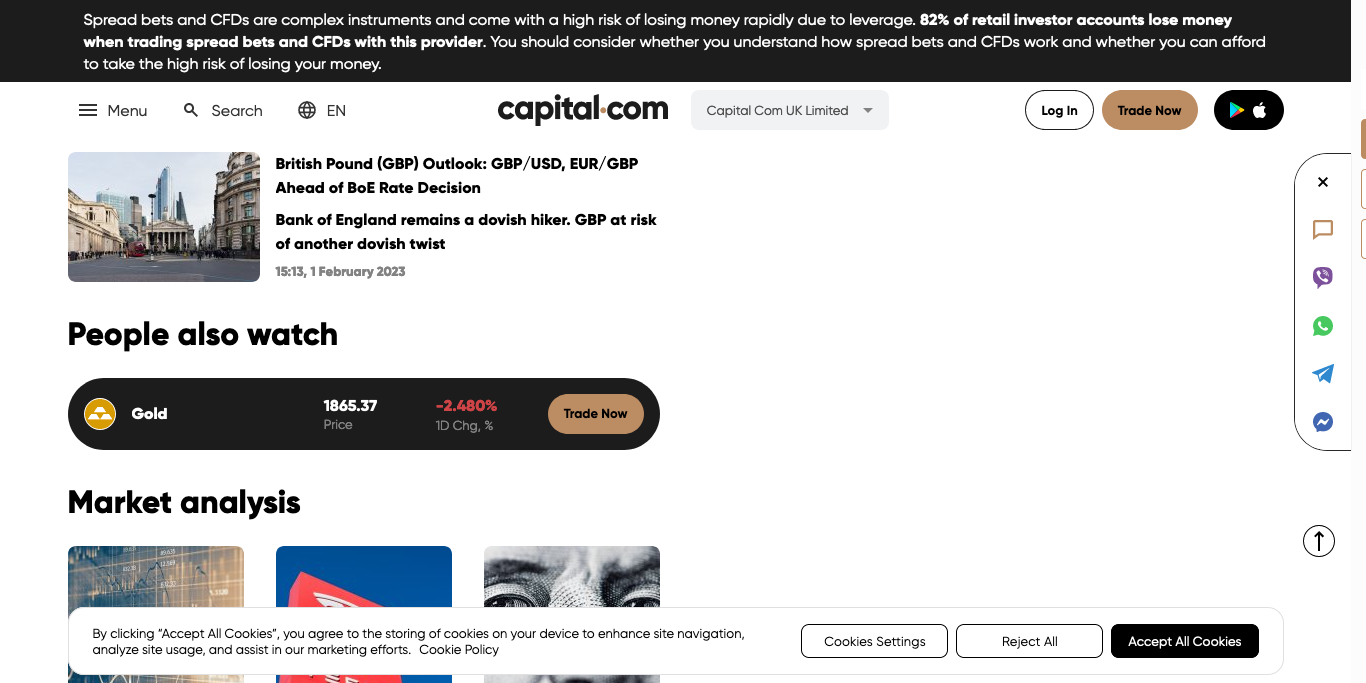 Spread bets and CFDs are complex instruments and come with a high risk of losing money rapidly due to leverage. 82% of retail investor accounts lose money
when trading spread bets and CFDs with this provider. You should consider whether you understand how spread bets and CFDs work and whether you can afford
to take the high risk of losing your money.
Menu Search EN capital.com Capital Com UK Limited Log In Trade Now
British Pound (GBP) Outlook: GBP/USD, EUR/GBP
Ahead of BoE Rate Decision
Bank of England remains a dovish hiker. GBP at risk
of another dovish twist
15:13, 1 February 2023
People also watch
Gold
1865.37
Price
-2.480%
1D Chg, %
Trade Now
Market analysis
By clicking “Accept All Cookies”, you agree to the storing of cookies on your device to enhance site navigation,
analyze site usage, and assist in our marketing efforts. Cookie Policy
Cookies Settings
Reject All
Accept All Cookies